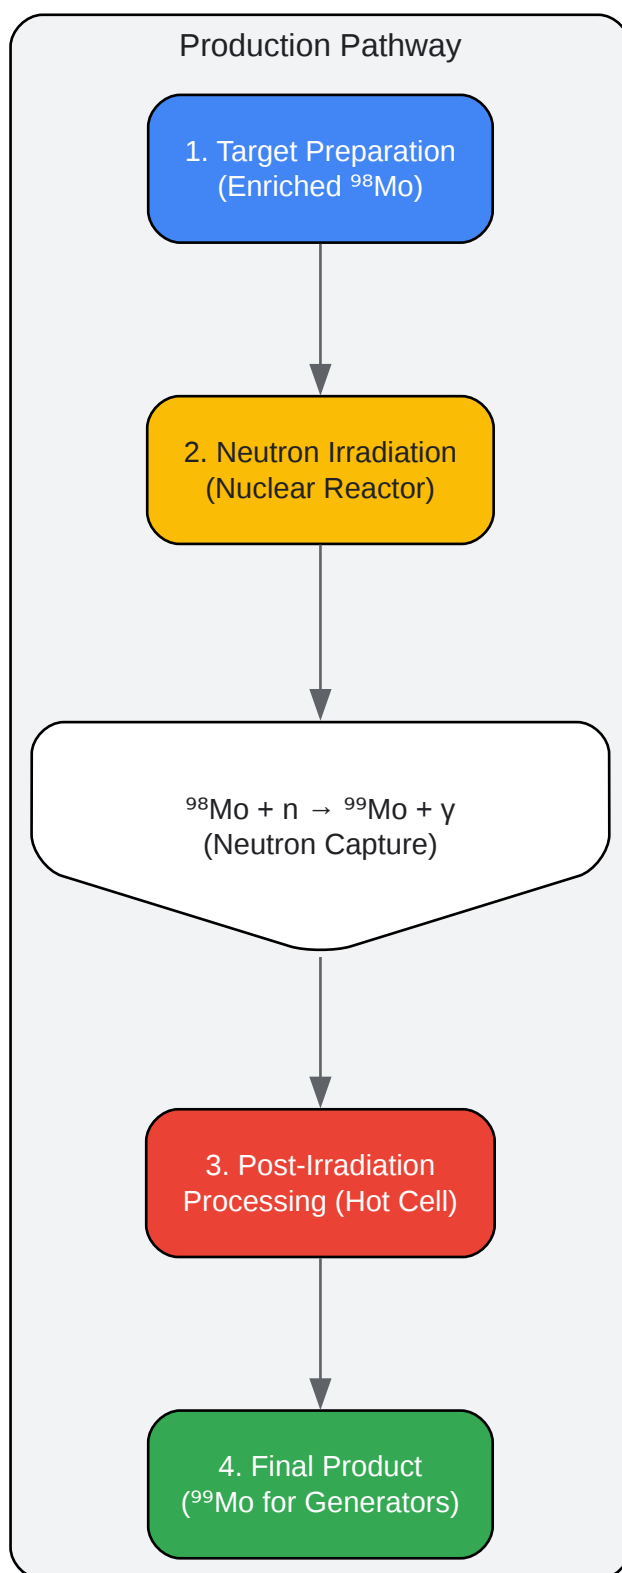 Production Pathway
1. Target Preparation
(Enriched ⁹⁸Mo)
2. Neutron Irradiation
(Nuclear Reactor)
⁹⁸Mo + n → ⁹⁹Mo + γ
(Neutron Capture)
3. Post-Irradiation
Processing (Hot Cell)
4. Final Product
(⁹⁹Mo for Generators)